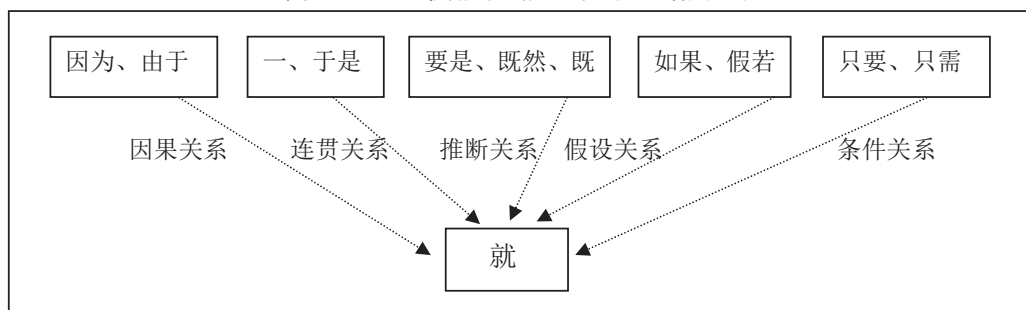 因为、由于 一、于是 要是、既然、既 如果、假若 只要、只需
因果关系 连贯关系 推断关系 假设关系 条件关系
就